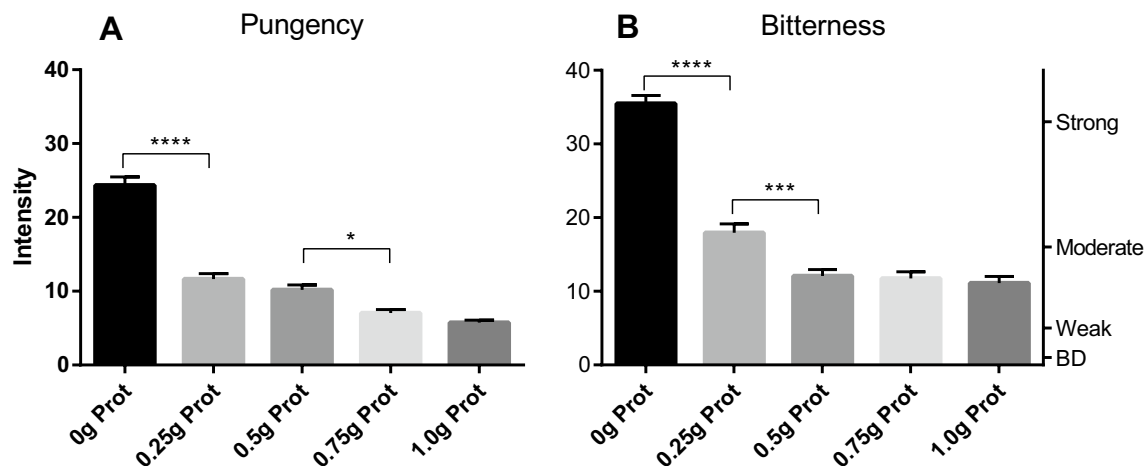 A Pungency
Intensity
40
30
20
10
0
****
*
0g Prot
0.25g Prot
0.5g Prot
0.75g Prot
1.0g Prot
B Bitterness
40
30
20
10
0
****
***
Strong
Moderate
Weak
BD
0g Prot
0.25g Prot
0.5g Prot
0.75g Prot
1.0g Prot